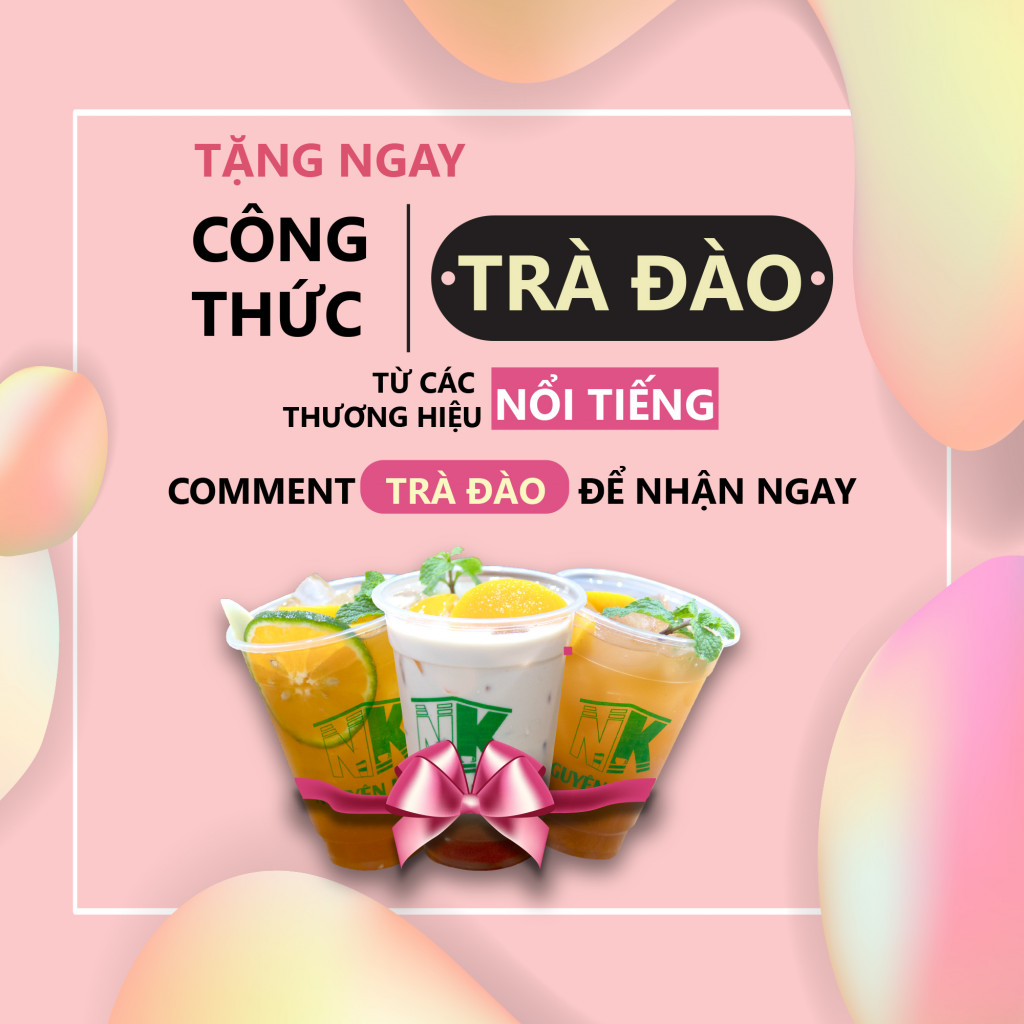 TẶNG NGAY
CÔNG
THỨC
TRÀ ĐÀO
TỪ CÁC
THƯƠNG HIỆU
NỔI TIẾNG
COMMENT TRÀ ĐÀO ĐỂ NHẬN NGAY
NK
NK
NK